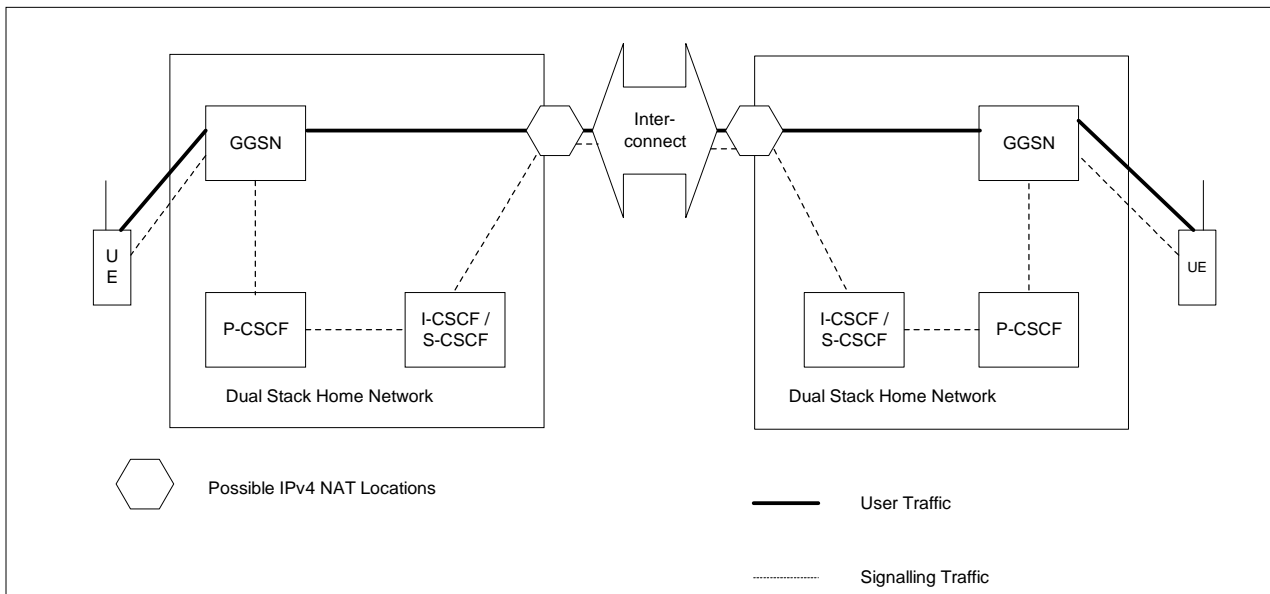 Inter-
connect
GGSN
GGSN
U
E
UE
P-CSCF
I-CSCF /
S-CSCF
I-CSCF /
S-CSCF
P-CSCF
Dual Stack Home Network
Dual Stack Home Network
Possible IPv4 NAT Locations
User Traffic
Signalling Traffic